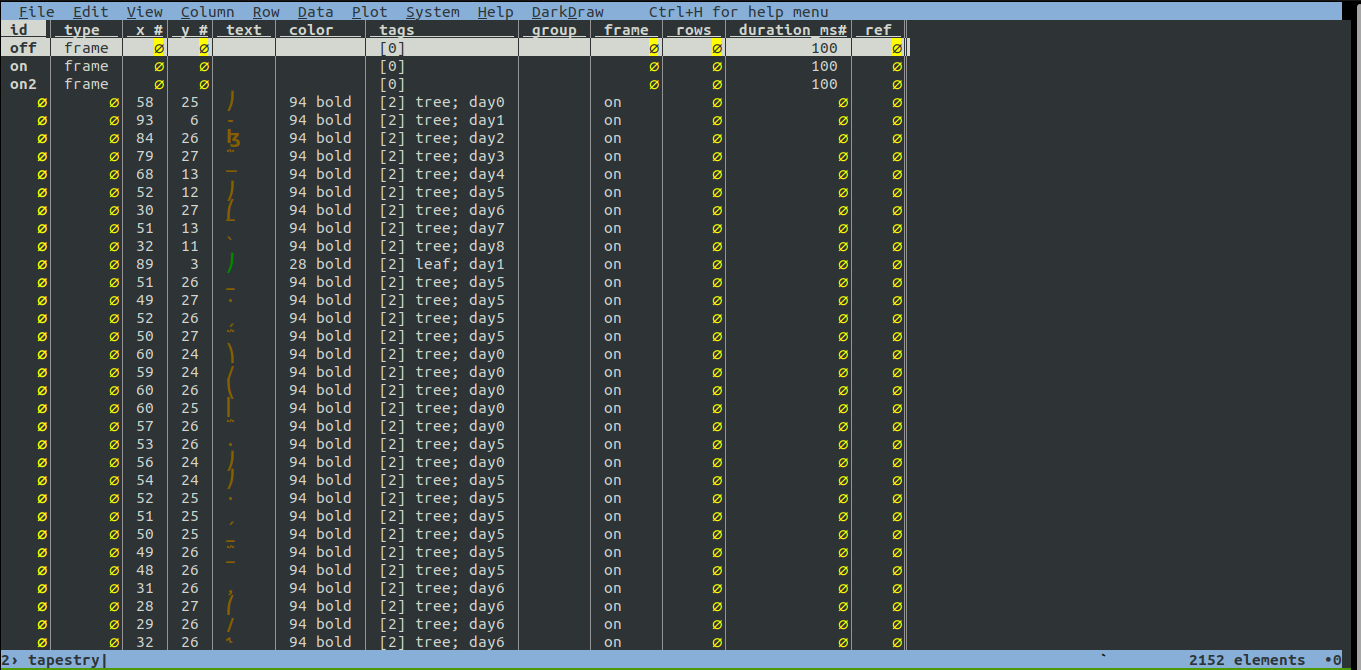 File Edit View Column Row Data Plot System Help DarkDraw Ctrl+H for help menu
id type x # y # text color tags group frame rows duration_ms# ref
off frame ∅ ∅ [0] ∅ ∅ 100 ∅
on frame ∅ ∅ [0] ∅ ∅ 100 ∅
on2 frame ∅ ∅ [0] ∅ ∅ 100 ∅
∅ ∅ 58 25 ⎠ 94 bold [2] tree; day0 on ∅ ∅ ∅
∅ ∅ 93 6 - 94 bold [2] tree; day1 on ∅ ∅ ∅
∅ ∅ 84 26 ꜩ 94 bold [2] tree; day2 on ∅ ∅ ∅
∅ ∅ 79 27 94 bold [2] tree; day3 on ∅ ∅ ∅
∅ ∅ 68 13 _ 94 bold [2] tree; day4 on ∅ ∅ ∅
∅ ∅ 52 12 ⎠ 94 bold [2] tree; day5 on ∅ ∅ ∅
∅ ∅ 30 27 ( 94 bold [2] tree; day6 on ∅ ∅ ∅
∅ ∅ 51 13 94 bold [2] tree; day7 on ∅ ∅ ∅
∅ ∅ 32 11 ` 94 bold [2] tree; day8 on ∅ ∅ ∅
∅ ∅ 89 3 ⎠ 28 bold [2] leaf; day1 on ∅ ∅ ∅
∅ ∅ 51 26 _ 94 bold [2] tree; day5 on ∅ ∅ ∅
∅ ∅ 49 27 · 94 bold [2] tree; day5 on ∅ ∅ ∅
∅ ∅ 52 26 94 bold [2] tree; day5 on ∅ ∅ ∅
∅ ∅ 50 27 94 bold [2] tree; day5 on ∅ ∅ ∅
∅ ∅ 60 24 ⎞ 94 bold [2] tree; day0 on ∅ ∅ ∅
∅ ∅ 59 24 ⎛ 94 bold [2] tree; day0 on ∅ ∅ ∅
∅ ∅ 60 26 ⎝ 94 bold [2] tree; day0 on ∅ ∅ ∅
∅ ∅ 60 25 | 94 bold [2] tree; day0 on ∅ ∅ ∅
∅ ∅ 57 26 94 bold [2] tree; day0 on ∅ ∅ ∅
∅ ∅ 53 26 . 94 bold [2] tree; day5 on ∅ ∅ ∅
∅ ∅ 56 24 ⎠ 94 bold [2] tree; day0 on ∅ ∅ ∅
∅ ∅ 54 24 ⎠ 94 bold [2] tree; day5 on ∅ ∅ ∅
∅ ∅ 52 25 · 94 bold [2] tree; day5 on ∅ ∅ ∅
∅ ∅ 51 25 ˏ 94 bold [2] tree; day5 on ∅ ∅ ∅
∅ ∅ 50 25 _ 94 bold [2] tree; day5 on ∅ ∅ ∅
∅ ∅ 49 26 94 bold [2] tree; day5 on ∅ ∅ ∅
∅ ∅ 48 26 94 bold [2] tree; day5 on ∅ ∅ ∅
∅ ∅ 31 26 , 94 bold [2] tree; day6 on ∅ ∅ ∅
∅ ∅ 28 27 ⎛ 94 bold [2] tree; day6 on ∅ ∅ ∅
∅ ∅ 29 26 / 94 bold [2] tree; day6 on ∅ ∅ ∅
∅ ∅ 32 26 94 bold [2] tree; day6 on ∅ ∅ ∅
2› tapestry| ` 2152 elements •0